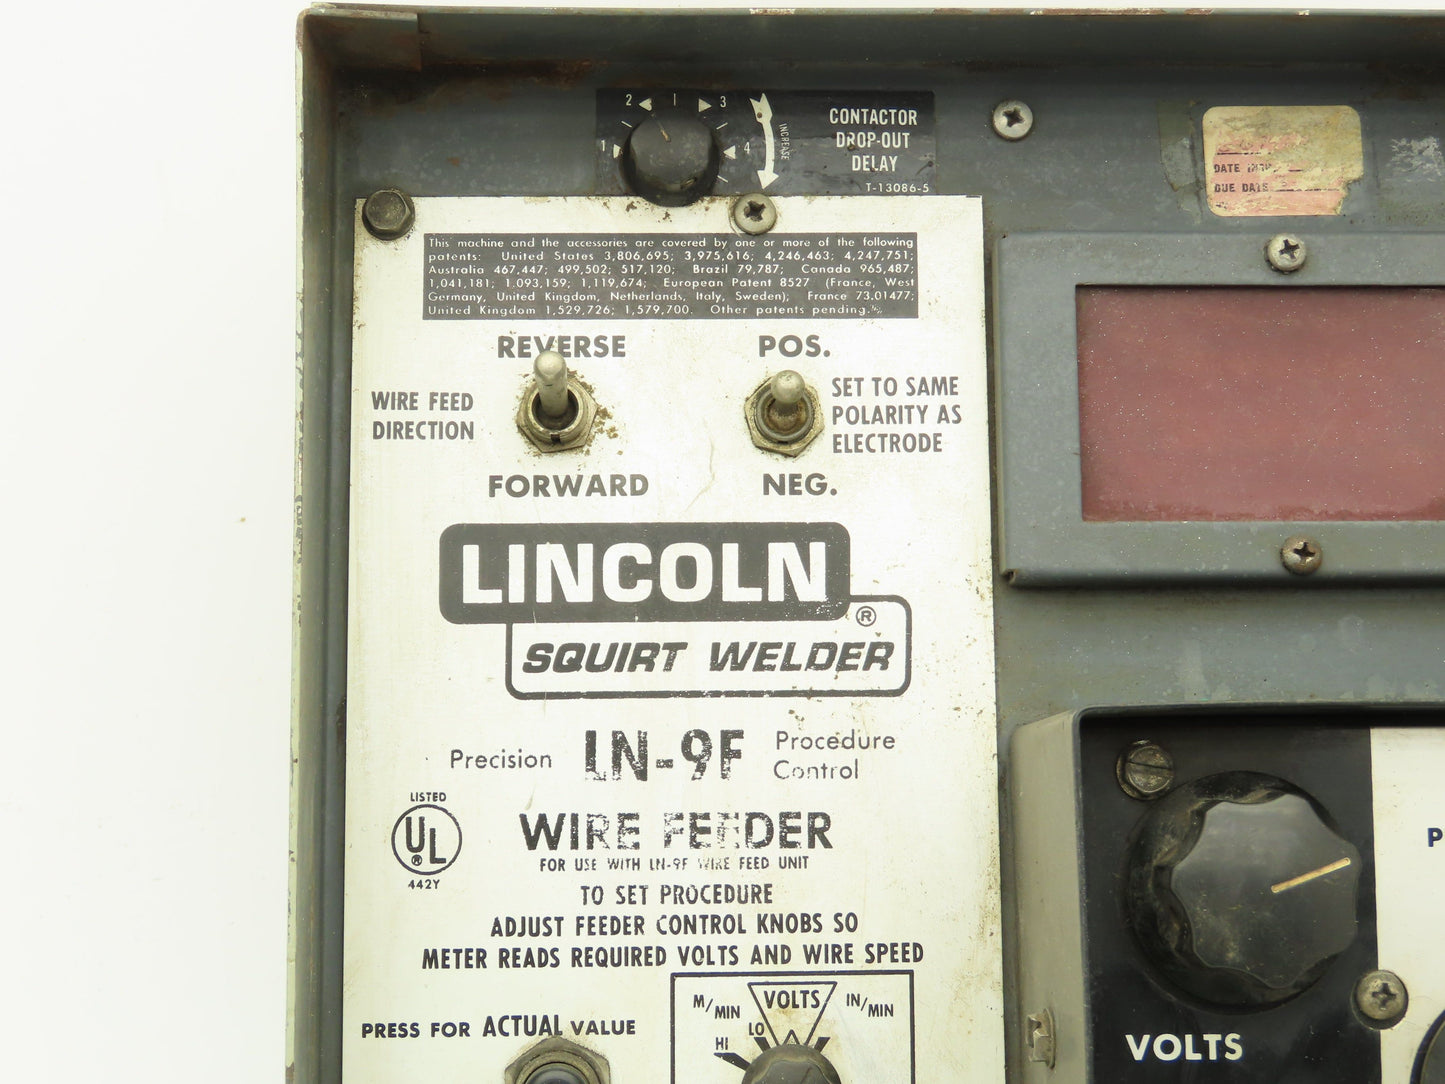 2 3
1 4
INCREASE
CONTACTOR
DROP-OUT
DELAY
T-13086-5
DATE
DUE DATE
This machine and the accessories are covered by one or more of the following
patents: United States 3,806,695; 3,975,616; 4,246,463; 4,247,751;
Australia 467,447; 499,502; 517,120; Brazil 79,787; Canada 965,487;
1,041,181; 1.093,159; 1,119,674; European Patent 8527 (France, West
Germany, United Kingdom, Netherlands, Italy, Sweden), France 73.01477;
United Kingdom 1,529,726; 1,579,700. Other patents pending.
REVERSE
WIRE FEED
DIRECTION
FORWARD
POS.
SET TO SAME
POLARITY AS
ELECTRODE
NEG.
LINCOLN
®
SQUIRT WELDER
Precision LN-9F Procedure
Control
LISTED
UL
®
442Y
WIRE FEEDER
FOR USE WITH LN-9F WIRE FEED UNIT
TO SET PROCEDURE
ADJUST FEEDER CONTROL KNOBS SO
METER READS REQUIRED VOLTS AND WIRE SPEED
PRESS FOR ACTUAL VALUE
M/MIN VOLTS IN/MIN
LO
HI
VOLTS
P